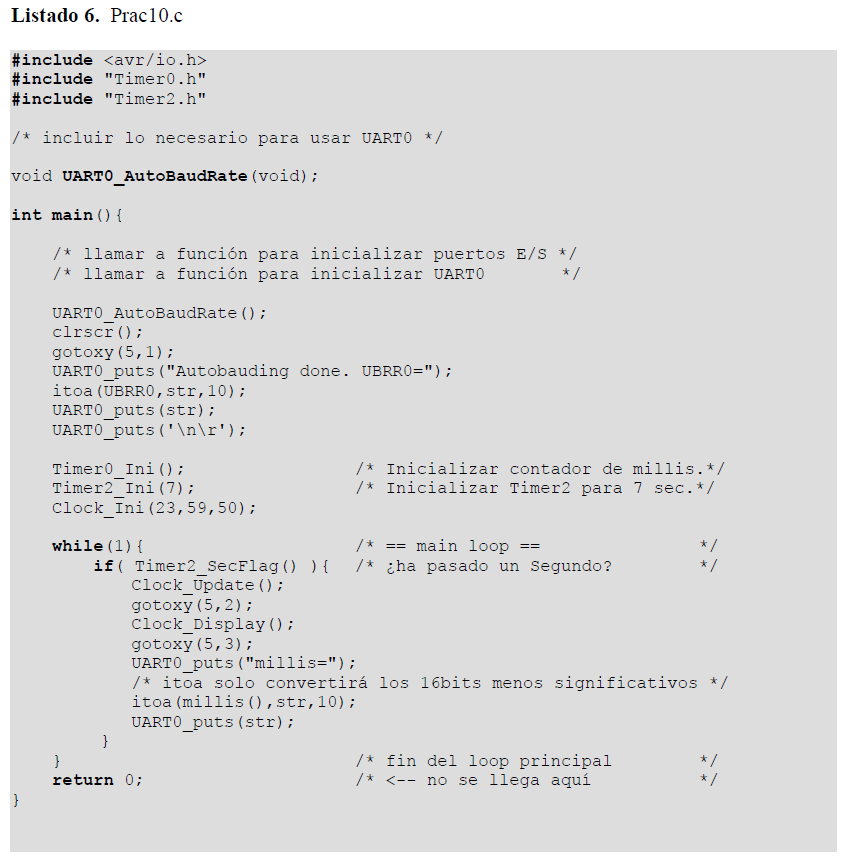 Listado 6. Prac10.c
#include <avr/io.h>
#include "Timer0.h"
#include "Timer2.h"
/* incluir lo necesario para usar UART0 */
void UART0_AutoBaudRate(void);
int main(){
/* llamar a función para inicializar puertos E/S */
/* llamar a función para inicializar UART0 */
UART0_AutoBaudRate();
clrscr();
gotoxy(5,1);
UART0_puts("Autobauding done. UBRR0=");
itoa(UBRR0,str,10);
UART0_puts(str);
UART0_puts('\n\r');
Timer0_Ini(); /* Inicializar contador de millis.*/
Timer2_Ini(7); /* Inicializar Timer2 para 7 sec.*/
Clock_Ini(23,59,50);
while(1){ /* == main loop == */
if( Timer2_SecFlag() ){ /* ¿ha pasado un Segundo? */
Clock_Update();
gotoxy(5,2);
Clock_Display();
gotoxy(5,3);
UART0_puts("millis=");
/* itoa solo convertirá los 16bits menos significativos */
itoa(millis(),str,10);
UART0_puts(str);
}
} /* fin del loop principal */
return 0; /* <-- no se llega aquí */
}